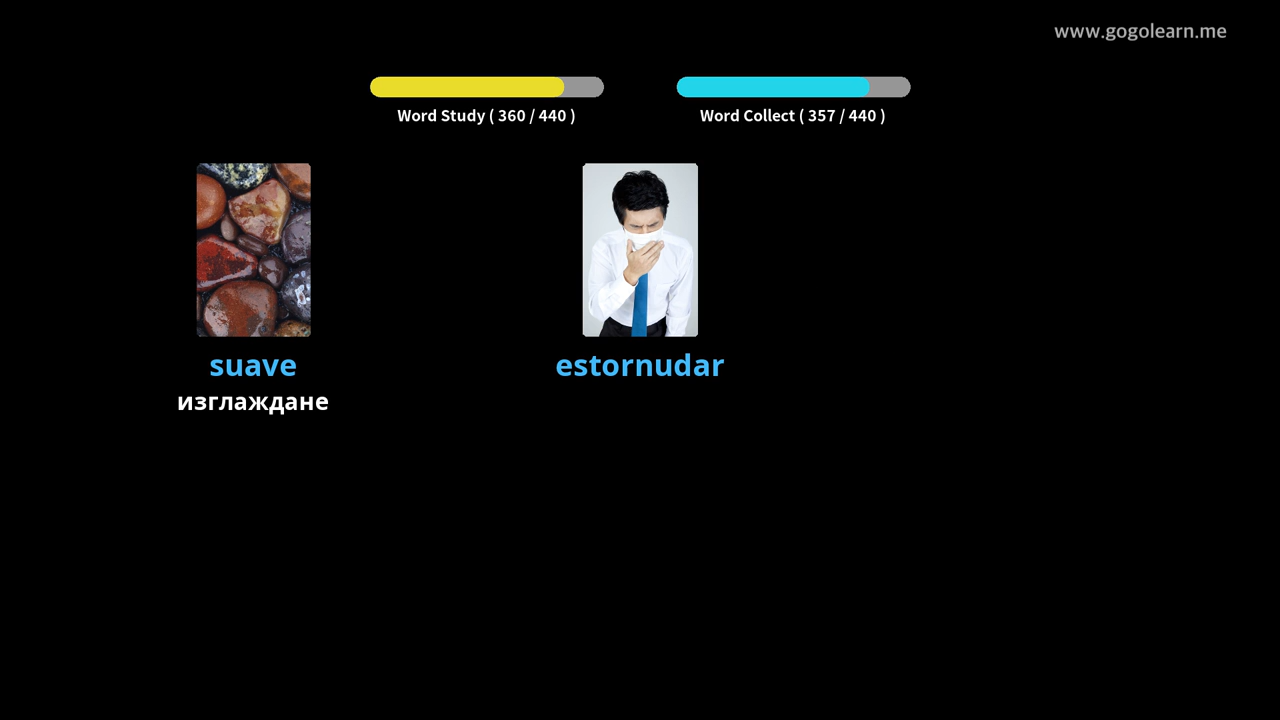 www.gogolearn.me
Word Study ( 360 / 440 )
Word Collect ( 357 / 440 )
suave
estornudar
изглаждане